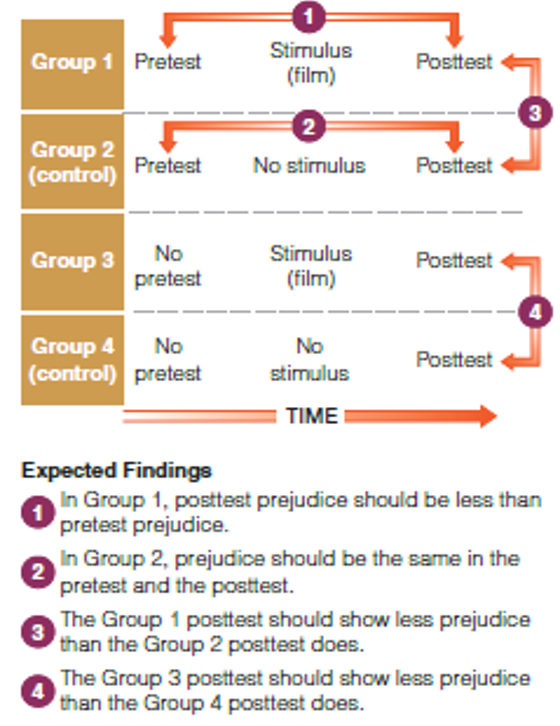 1
Group 1 Pretest Stimulus Posttest
(film)
3
Group 2 2
(control) Pretest No stimulus Posttest
Group 3 No Stimulus Posttest
pretest (film)
4
Group 4 No No Posttest
(control) pretest stimulus
TIME
Expected Findings
1 In Group 1, posttest prejudice should be less than
pretest prejudice.
2 In Group 2, prejudice should be the same in the
pretest and the posttest.
3 The Group 1 posttest should show less prejudice
than the Group 2 posttest does.
4 The Group 3 posttest should show less prejudice
than the Group 4 posttest does.